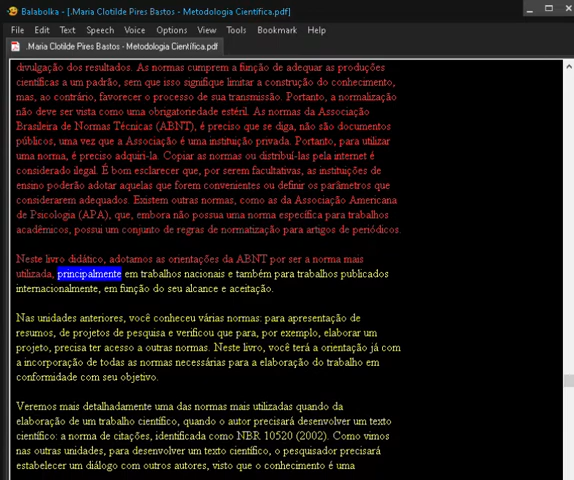 Balabolka - [.Maria Clotilde Pires Bastos - Metodologia Científica.pdf]
File Edit Text Speech Voice Options View Tools Bookmark Help
.Maria Clotilde Pires Bastos - Metodologia Científica.pdf
divulgação dos resultados. As normas cumprem a função de adequar as produções
científicas a um padrão, sem que isso signifique limitar a construção do conhecimento,
mas, ao contrário, favorecer o processo de sua transmissão. Portanto, a normalização
não deve ser vista como uma obrigatoriedade estéril. As normas da Associação
Brasileira de Normas Técnicas (ABNT), é preciso que se diga, não são documentos
públicos, uma vez que a Associação é uma instituição privada. Portanto, para utilizar
uma norma, é preciso adquiri-la. Copiar as normas ou distribuí-las pela internet é
considerado ilegal. É bom esclarecer que, por serem facultativas, as instituições de
ensino poderão adotar aquelas que forem convenientes ou definir os parâmetros que
considerarem adequados. Existem outras normas, como as da Associação Americana
de Psicologia (APA), que, embora não possua uma norma específica para trabalhos
acadêmicos, possui um conjunto de regras de normatização para artigos de periódicos.
Neste livro didático, adotamos as orientações da ABNT por ser a norma mais
utilizada, principalmente em trabalhos nacionais e também para trabalhos publicados
internacionalmente, em função do seu alcance e aceitação.
Nas unidades anteriores, você conheceu várias normas: para apresentação de
resumos, de projetos de pesquisa e verificou que para, por exemplo, elaborar um
projeto, precisa ter acesso a outras normas. Neste livro, você terá a orientação já com
a incorporação de todas as normas necessárias para a elaboração do trabalho em
conformidade com seu objetivo.
Veremos mais detalhadamente uma das normas mais utilizadas quando da
elaboração de um trabalho científico, quando o autor precisará desenvolver um texto
científico: a norma de citações, identificada como NBR 10520 (2002). Como vimos
nas outras unidades, para desenvolver um texto científico, o pesquisador precisará
estabelecer um diálogo com outros autores, visto que o conhecimento é uma